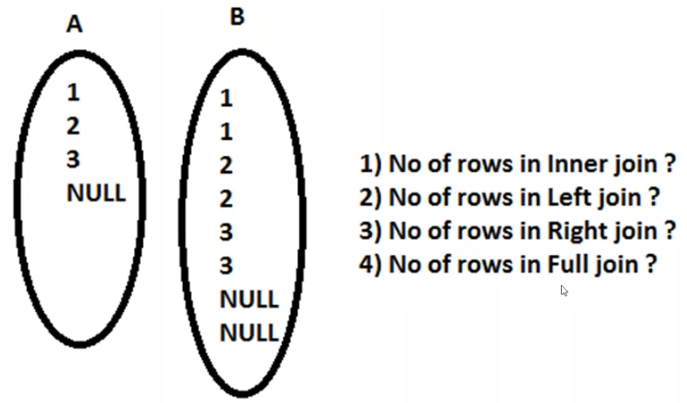 A
1
2
3
NULL
B
1
1
2
2
3
3
NULL
NULL
1) No of rows in Inner join ?
2) No of rows in Left join ?
3) No of rows in Right join ?
4) No of rows in Full join ?